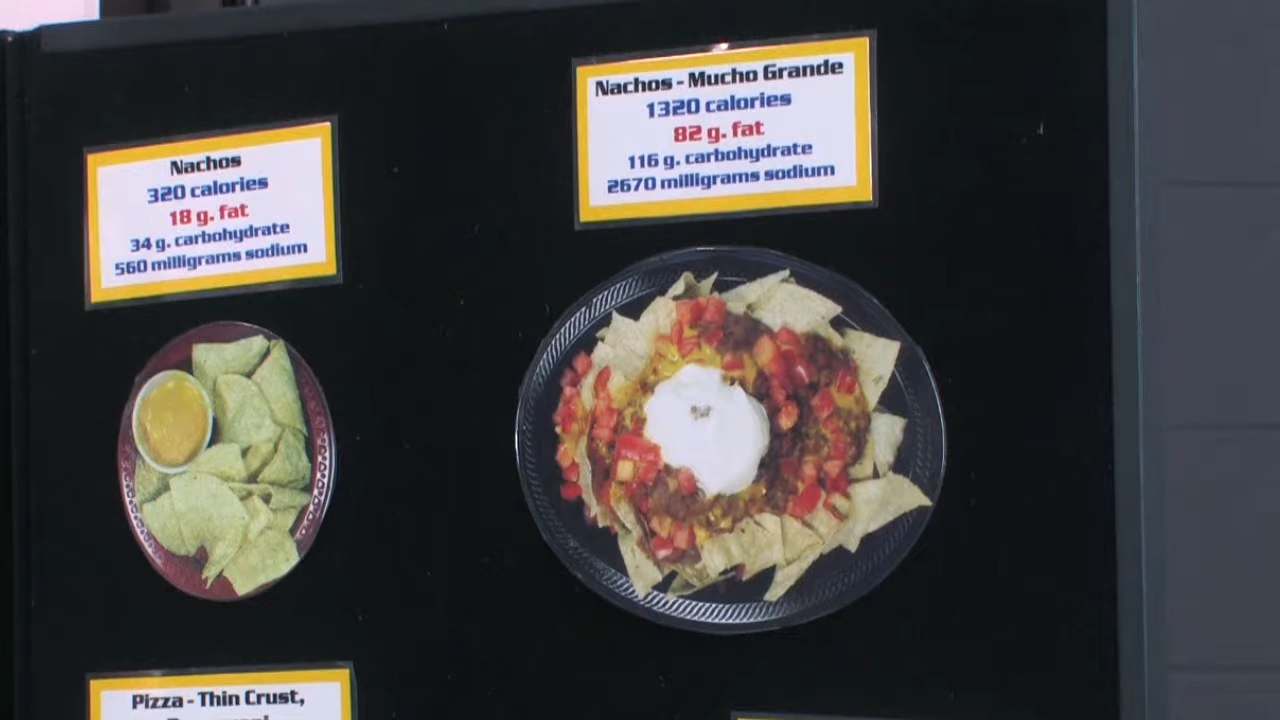 Nachos
320 calories
18 g. fat
34 g. carbohydrate
560 milligrams sodium
Nachos - Mucho Grande
1320 calories
82 g. fat
116 g. carbohydrate
2670 milligrams sodium
Pizza - Thin Crust,